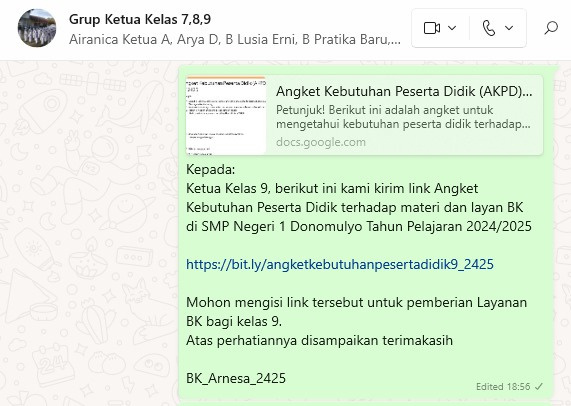 Grup Ketua Kelas 7,8,9
Airanica Ketua A, Arya D, B Lusia Erni, B Pratika Baru,...
Angket Kebutuhan Peserta Didik (AKPD)...
Petunjuk! Berikut ini adalah angket untuk
mengetahui kebutuhan peserta didik terhadap...
docs.google.com
Kepada:
Ketua Kelas 9, berikut ini kami kirim link Angket
Kebutuhan Peserta Didik terhadap materi dan layan BK
di SMP Negeri 1 Donomulyo Tahun Pelajaran 2024/2025
https://bit.ly/angketkebutuhanpesertadidik9_2425
Mohon mengisi link tersebut untuk pemberian Layanan
BK bagi kelas 9.
Atas perhatiannya disampaikan terimakasih
BK_Arnesa_2425
Edited 18:56